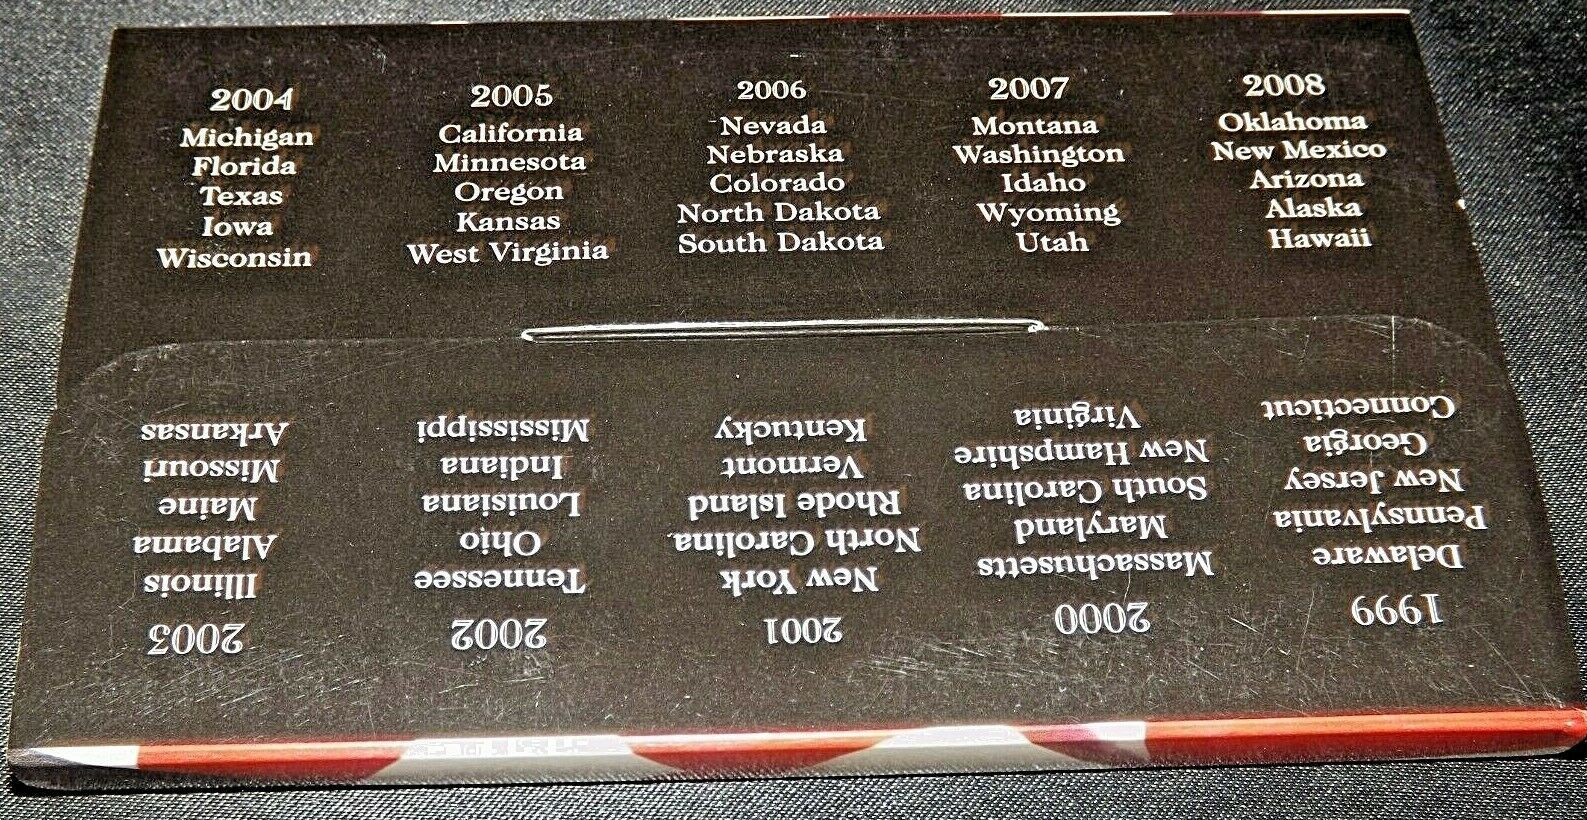 2004
Michigan
Florida
Texas
Iowa
Wisconsin
2005
California
Minnesota
Oregon
Kansas
West Virginia
2006
Nevada
Nebraska
Colorado
North Dakota
South Dakota
2007
Montana
Washington
Idaho
Wyoming
Utah
2008
Oklahoma
New Mexico
Arizona
Alaska
Hawaii
1999
Delaware
Pennsylvania
New Jersey
Georgia
Connecticut
2000
Massachusetts
Maryland
South Carolina
New Hampshire
Virginia
2001
New York
North Carolina
Rhode Island
Vermont
Kentucky
2002
Tennessee
Ohio
Louisiana
Indiana
Mississippi
2003
Illinois
Alabama
Maine
Missouri
Arkansas